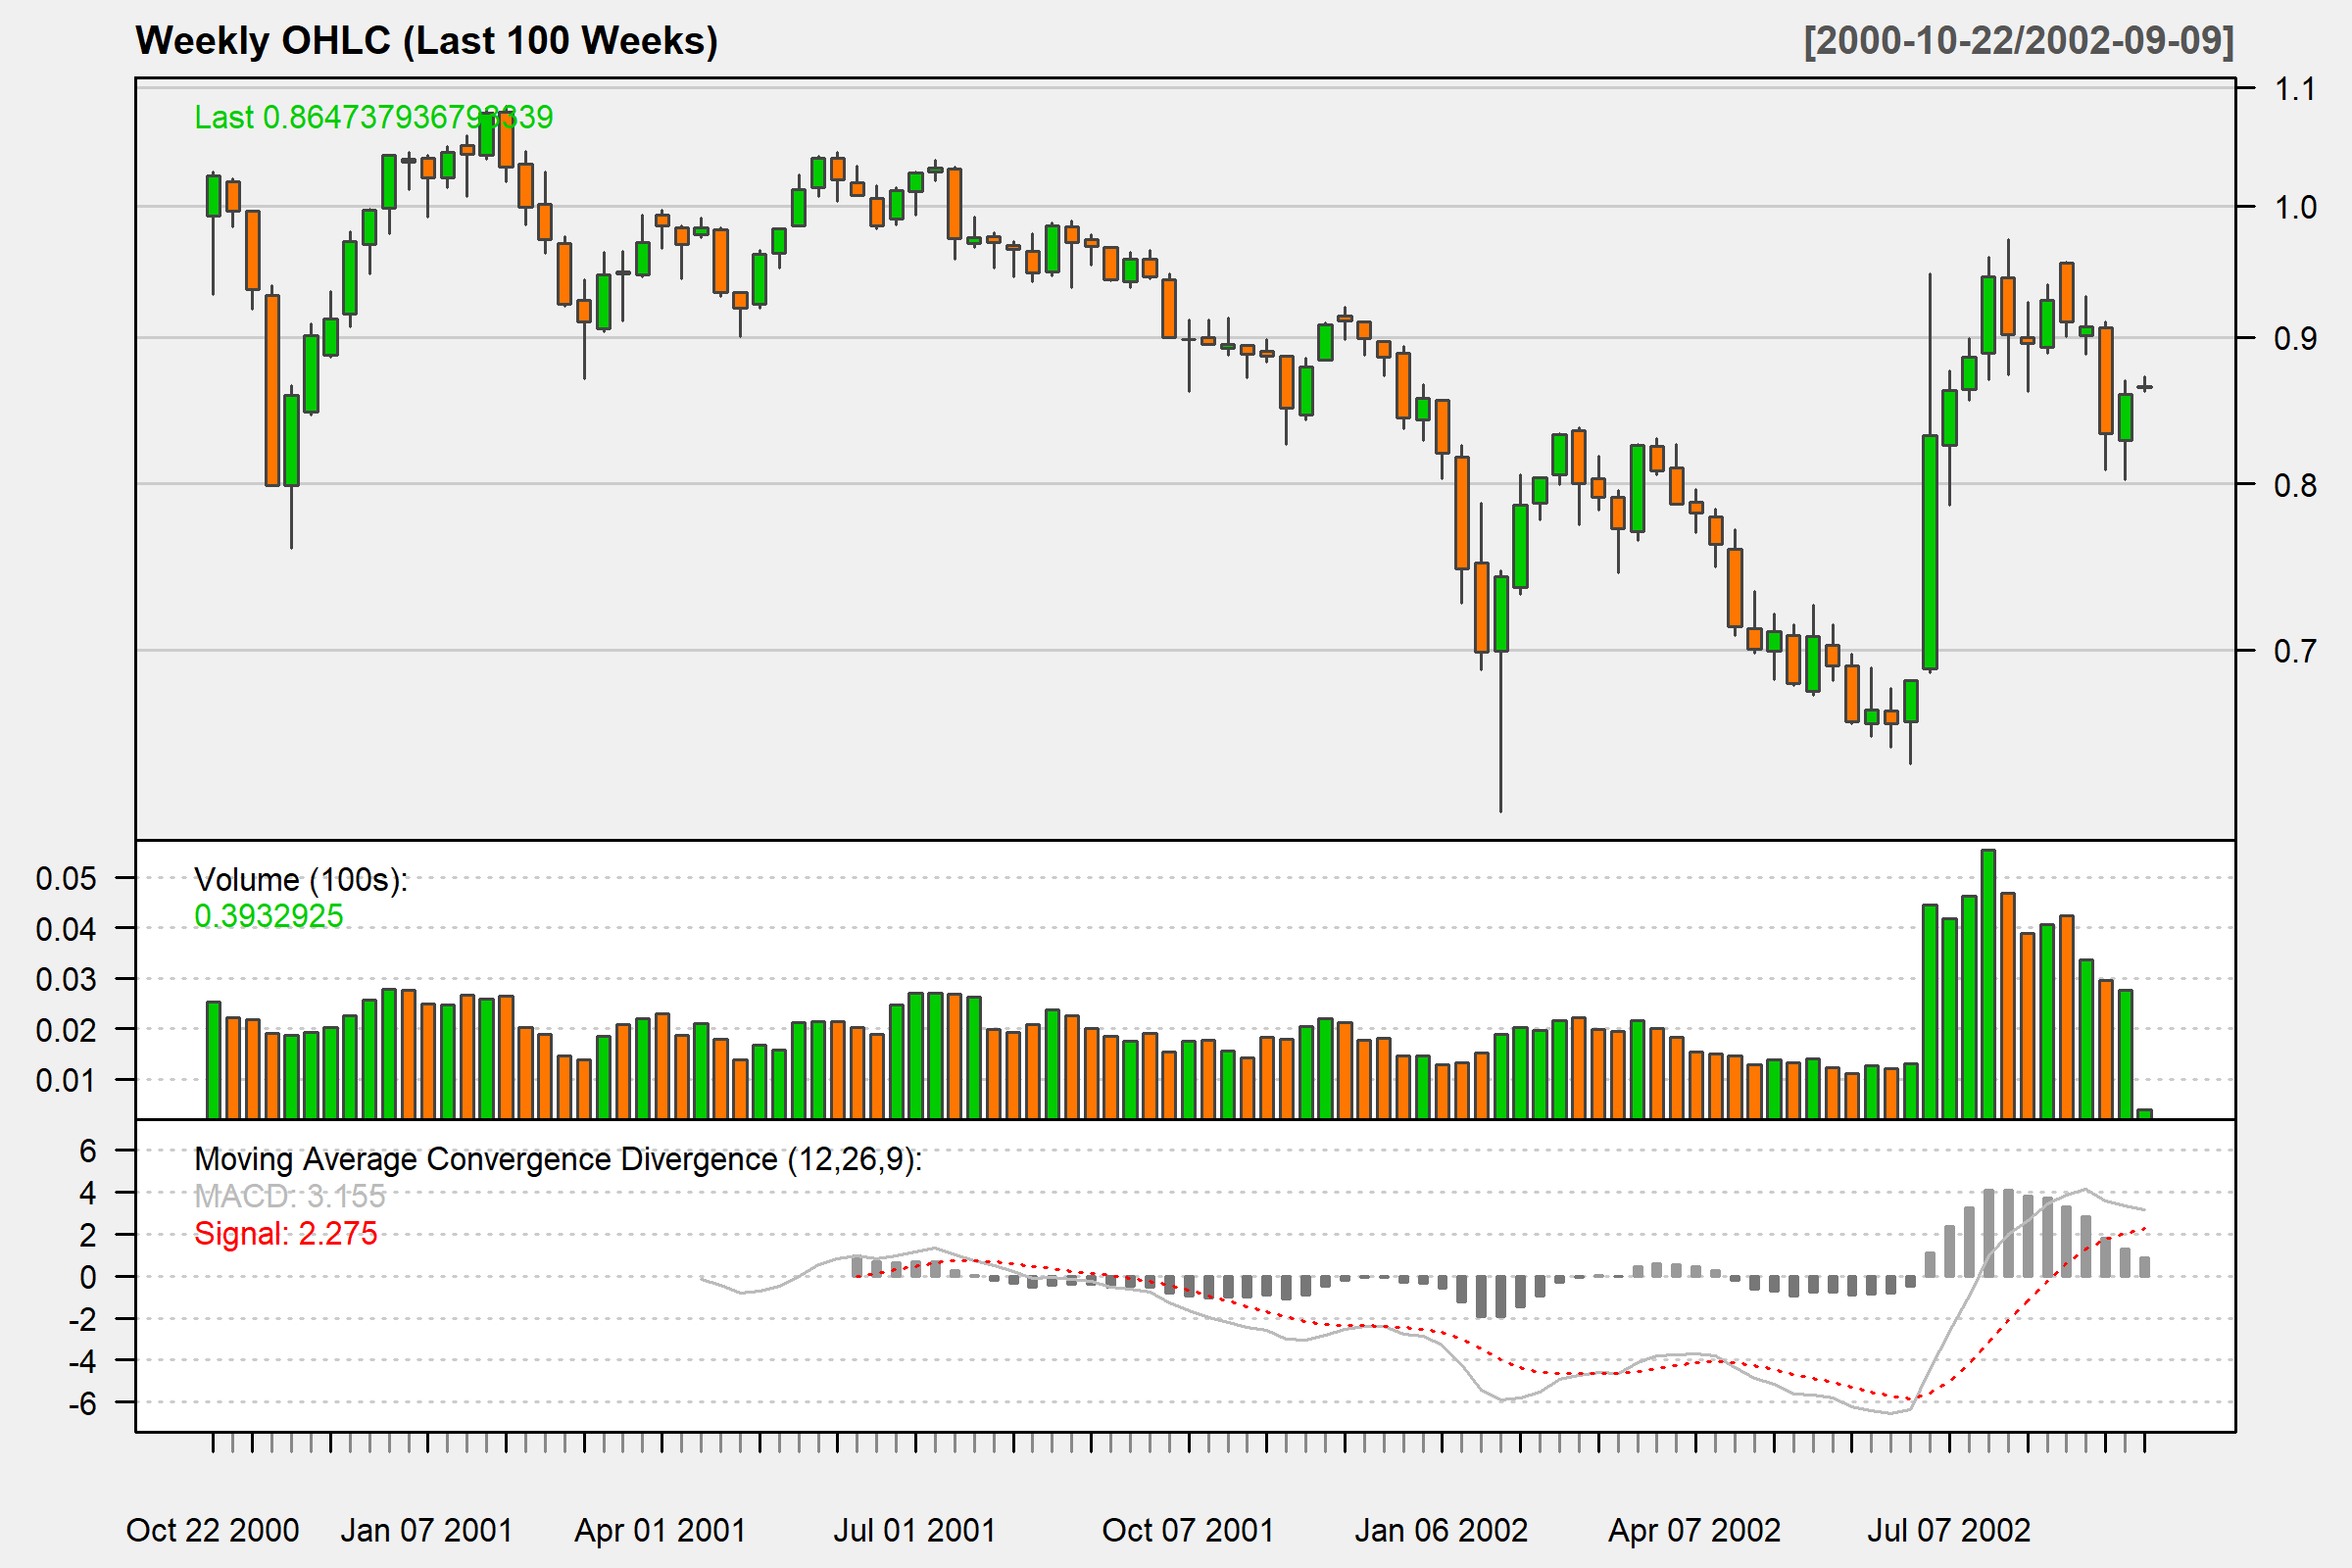 Weekly OHLC (Last 100 Weeks)
[2000-10-22/2002-09-09]
Last
1.1
1.0
0.9
0.8
0.7
Volume (100s):
0.3932925
0.05
0.04
0.03
0.02
0.01
Moving Average Convergence Divergence (12,26,9):
MACD: 3.155
Signal: 2.275
6
4
2
0
-2
-4
-6
Oct 22 2000
Jan 07 2001
Apr 01 2001
Jul 01 2001
Oct 07 2001
Jan 06 2002
Apr 07 2002
Jul 07 2002